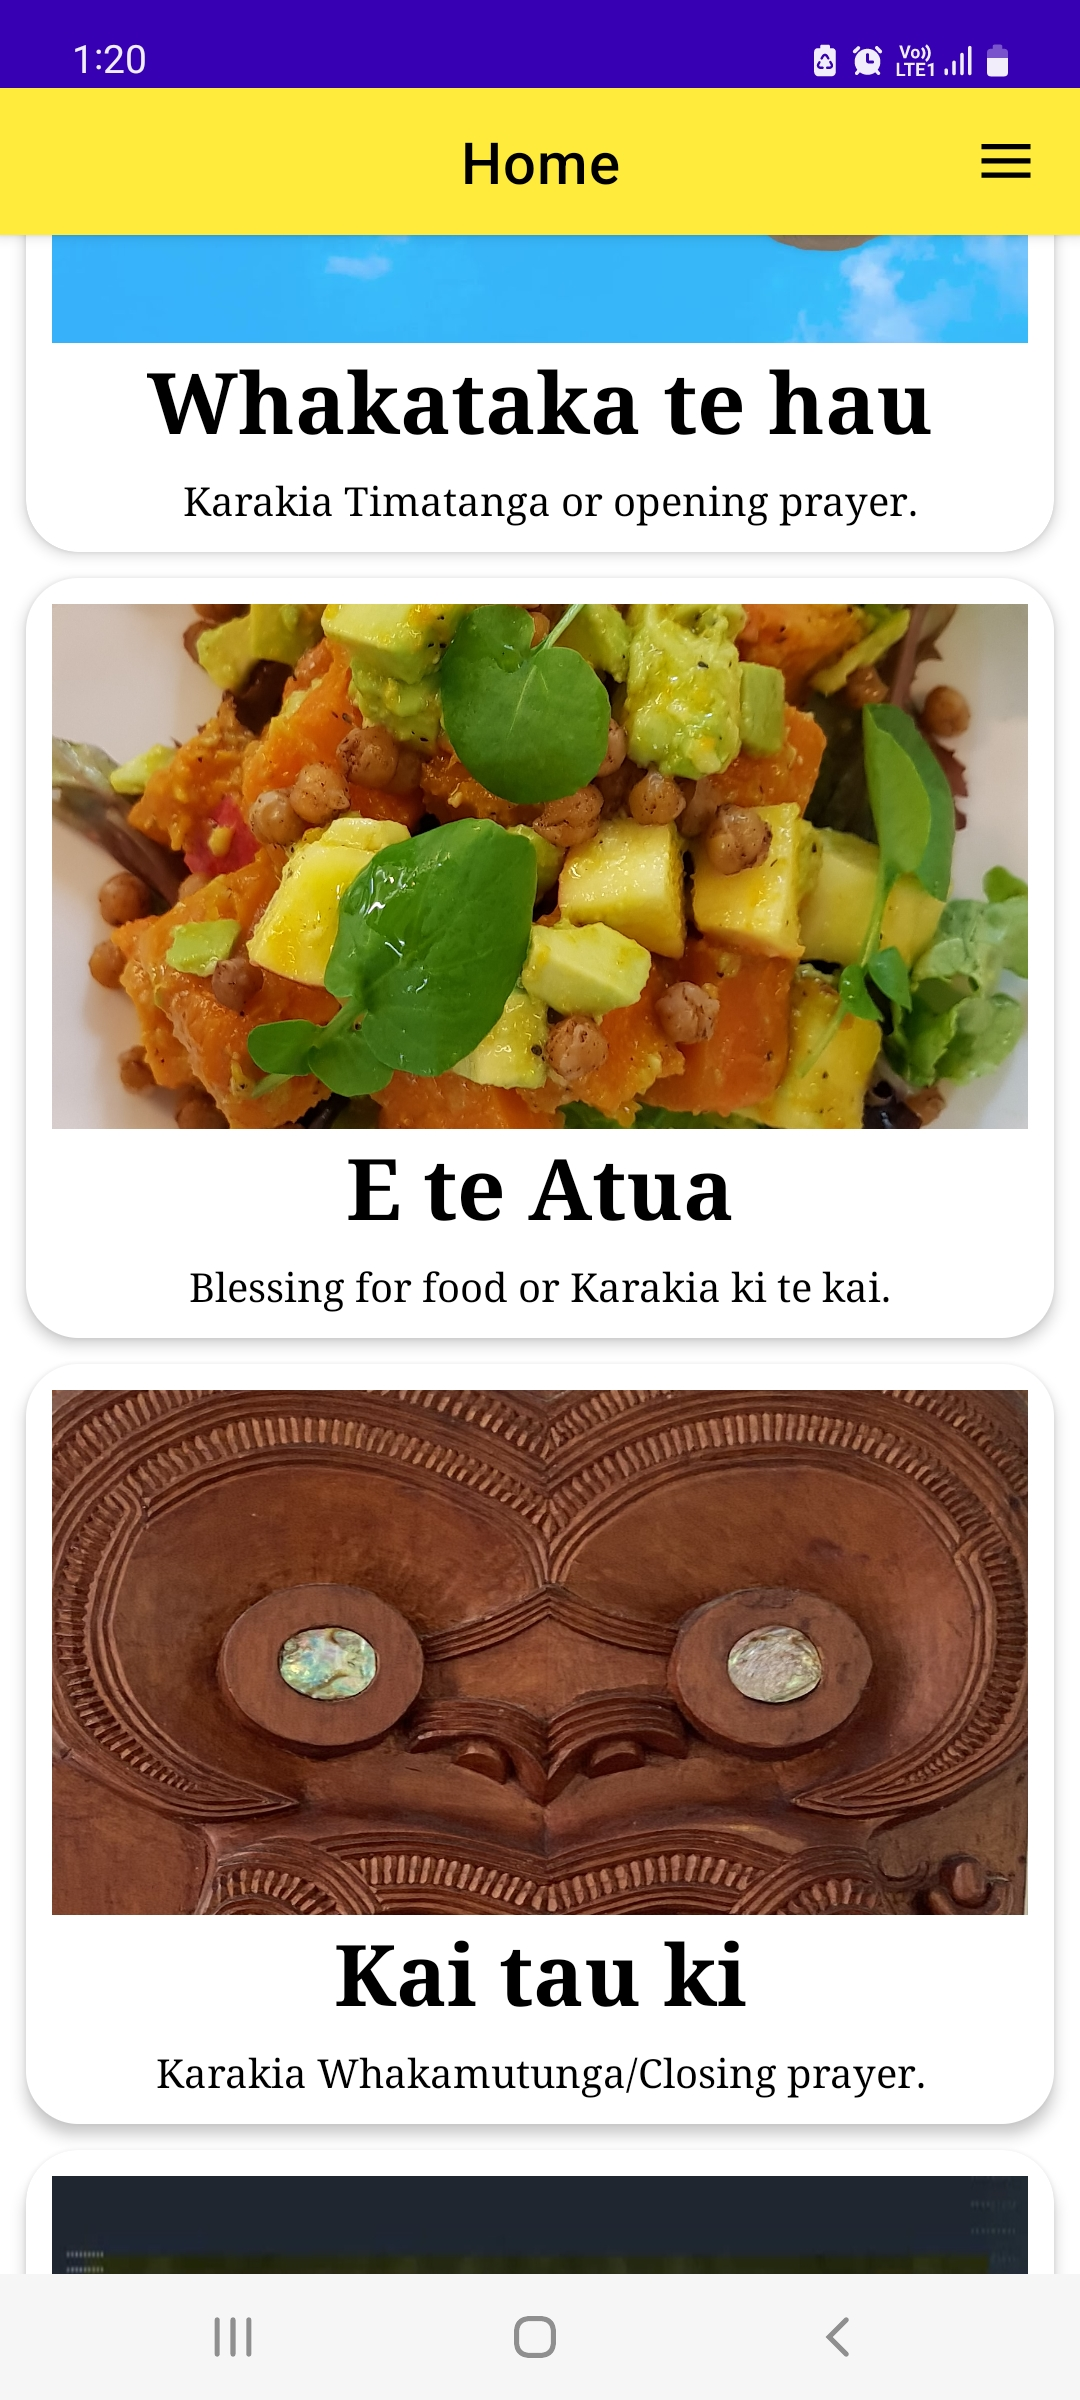 1:20
Vo))
LTE1
Home
Whakataka te hau
Karakia Timatanga or opening prayer.
E te Atua
Blessing for food or Karakia ki te kai.
Kai tau ki
Karakia Whakamutunga/Closing prayer.